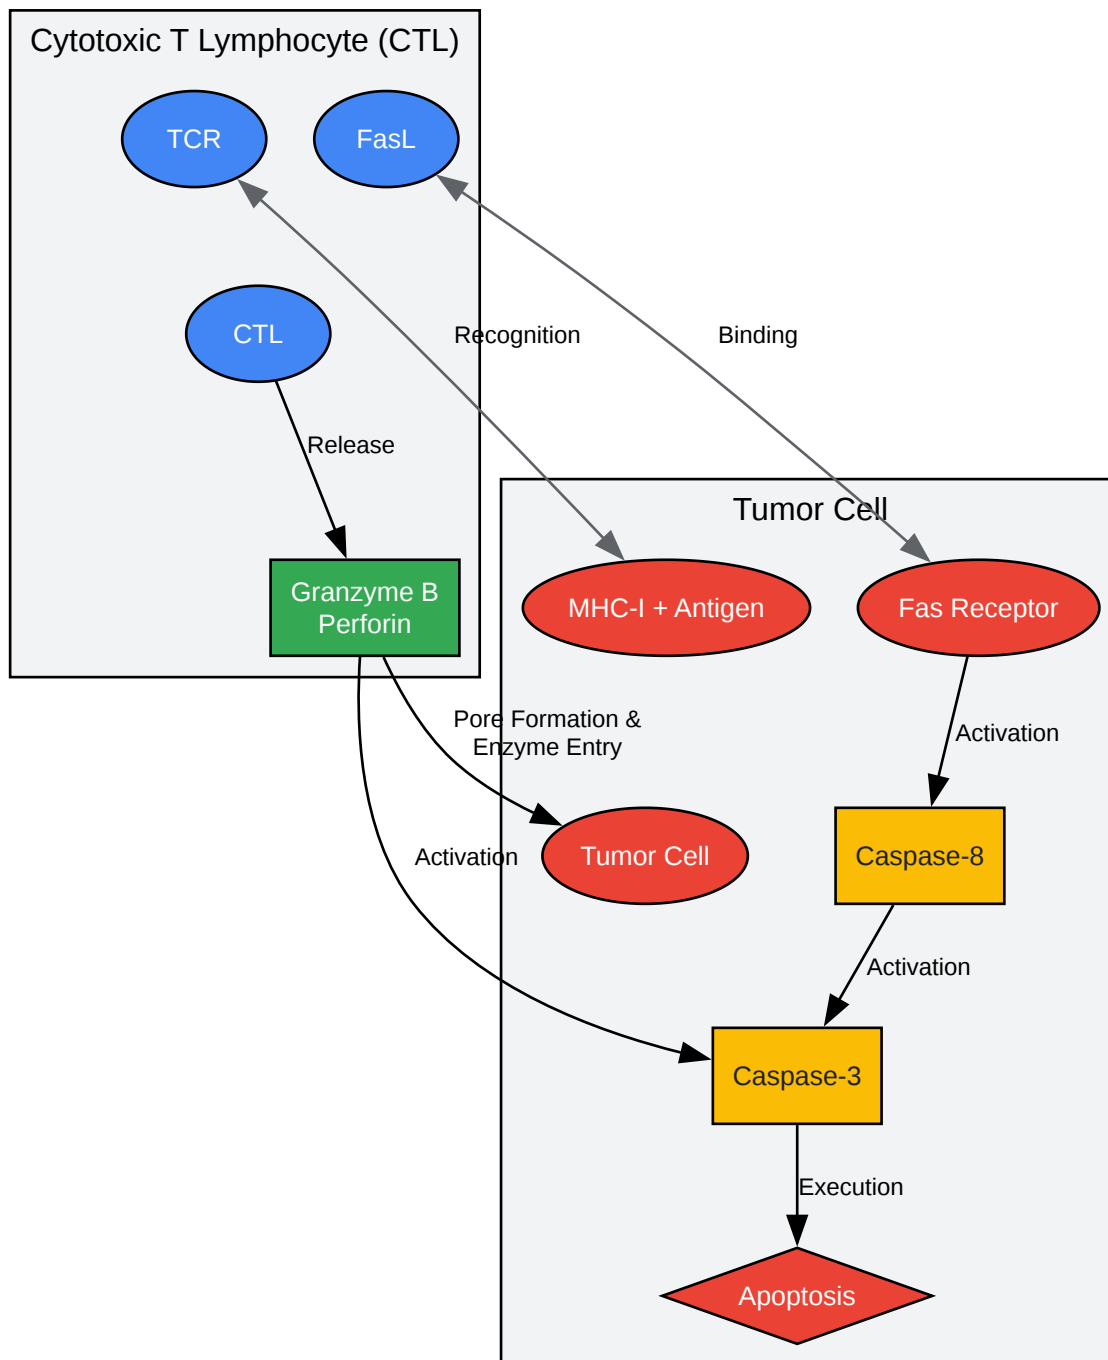 Cytotoxic T Lymphocyte (CTL)
TCR
FasL
CTL
Recognition
Binding
Release
Tumor Cell
Granzyme B
Perforin
MHC-I + Antigen
Fas Receptor
Pore Formation &
Enzyme Entry
Activation
Activation
Tumor Cell
Caspase-8
Activation
Caspase-3
Execution
Apoptosis